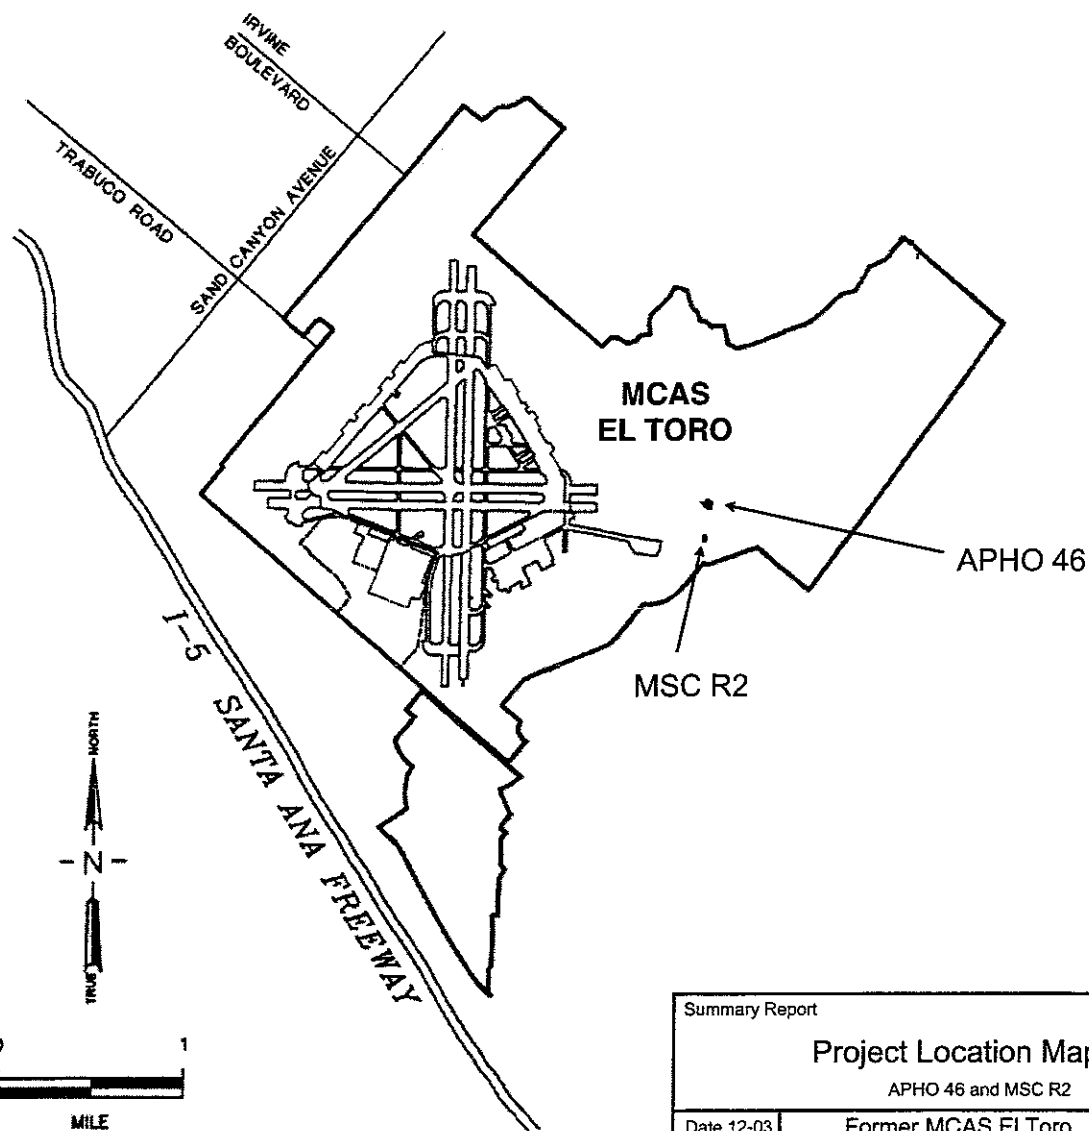 IRVINE
BOULEVARD
TRABUCO ROAD
SAND CANYON AVENUE
MCAS
EL TORO
APHO 46
MSC R2
I-5 SANTA ANA FREEWAY
NORTH
-N-
TRUE
1
MILE
Summary Report
Project Location Map
APHO 46 and MSC R2
Date 12-03
Former MCAS El Toro